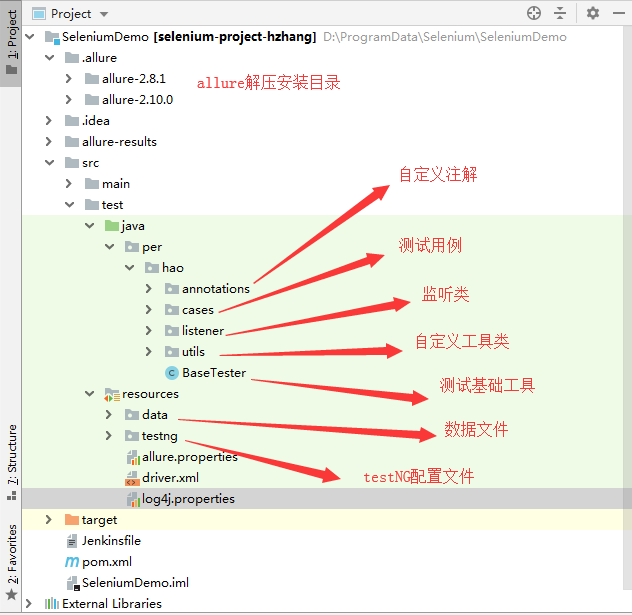 Project
SeleniumDemo [selenium-project-hzhang] D:\ProgramData\Selenium\SeleniumDemo
.allure
allure-2.8.1
allure-2.10.0
allure解压安装目录
.idea
allure-results
src
main
test
java
per
hao
annotations
自定义注解
cases
测试用例
listener
监听类
utils
自定义工具类
BaseTester
测试基础工具
resources
data
数据文件
testng
testNG配置文件
allure.properties
driver.xml
log4j.properties
target
Jenkinsfile
pom.xml
SeleniumDemo.iml
External Libraries
1: Project
7: Structure
2: Favorites